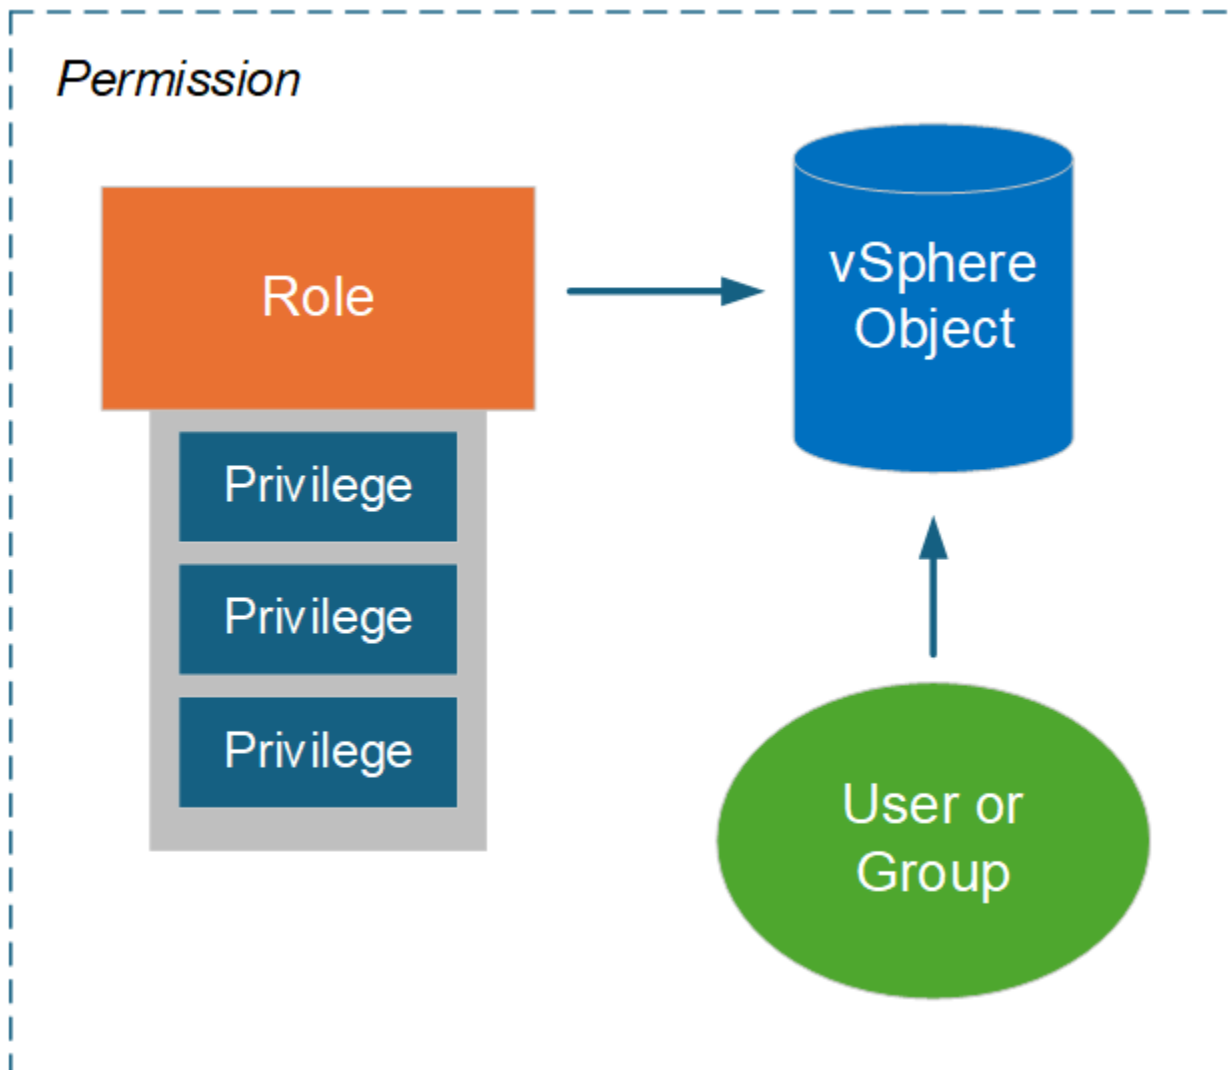 Permission
Role
vSphere
Object
Privilege
Privilege
Privilege
User or
Group